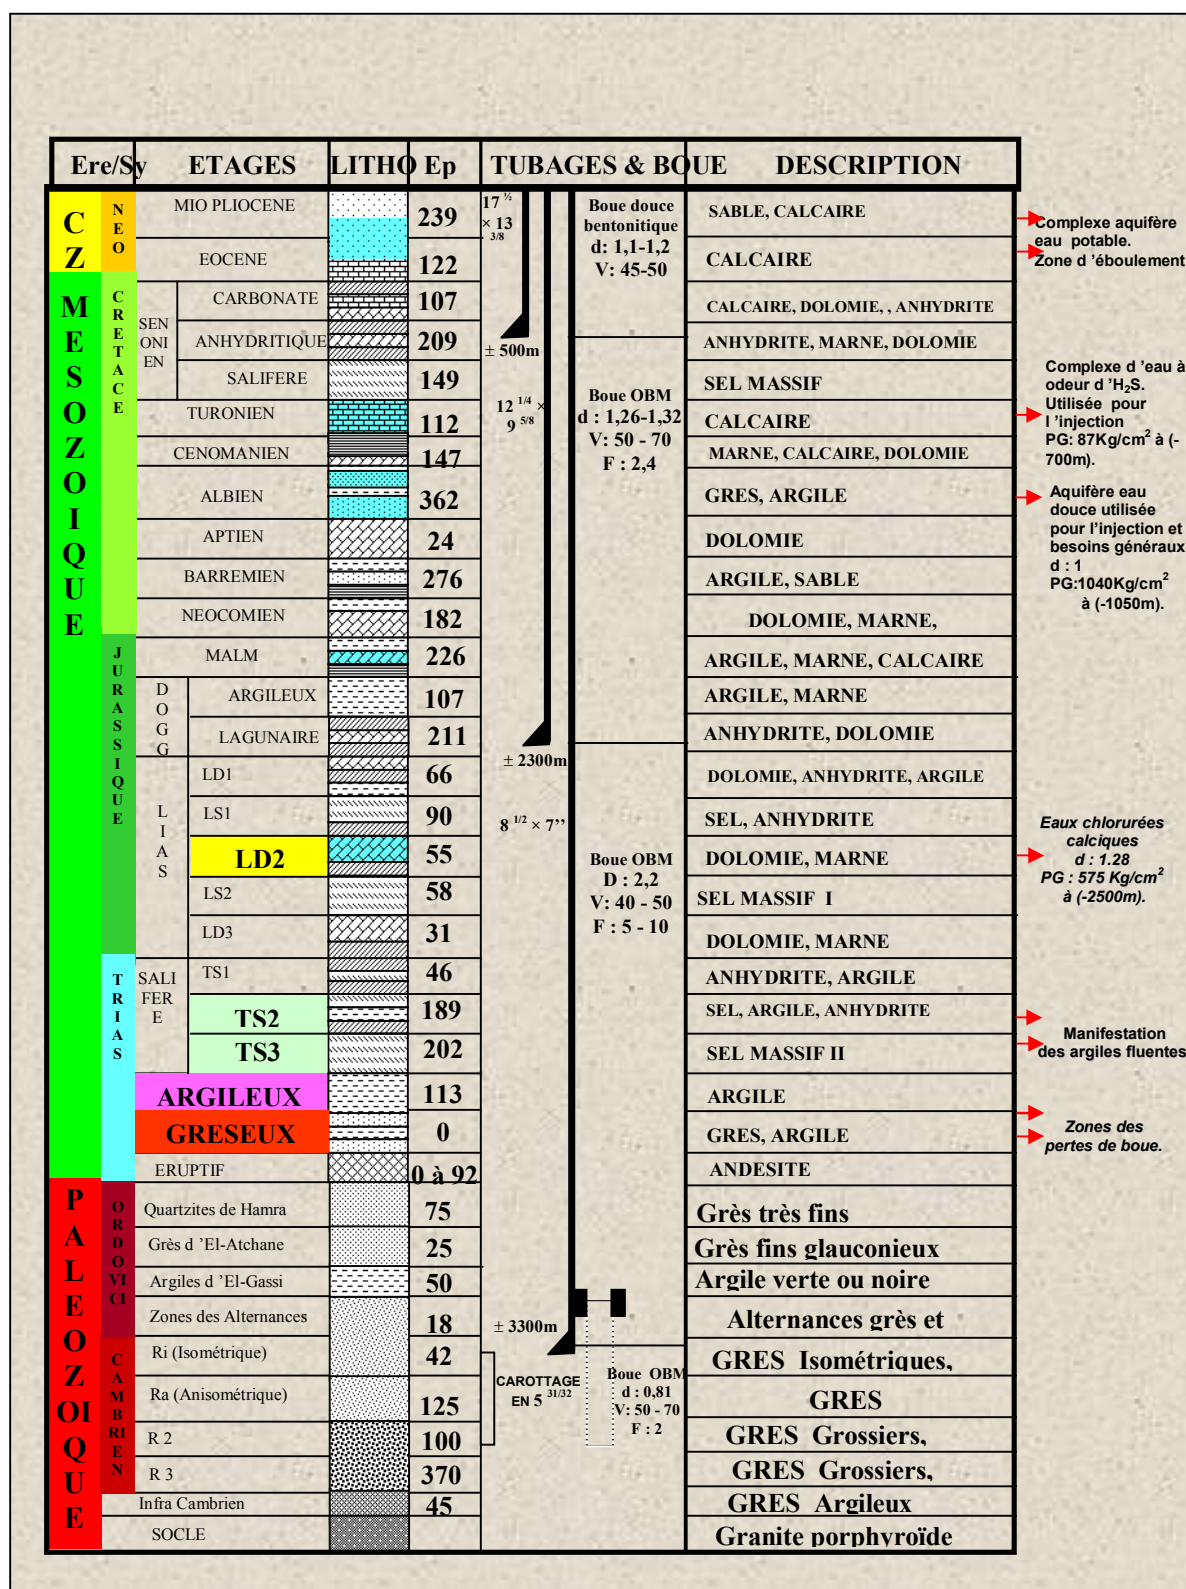 Ere/Sy ETAGES LITHO Ep TUBAGES & BOUE DESCRIPTION
CZ
MESOZOIQUE
PALEOZOIQUE
NEO
CRETACE
JURASSIQUE
TRIAS
ORDOVICI
CAMBRIEN
MIO PLIOCENE 239 SABLE, CALCAIRE
EOCENE 122 CALCAIRE
SEN
ONI
EN
CARBONATE 107 CALCAIRE, DOLOMIE, , ANHYDRITE
ANHYDRITIQUE 209 ANHYDRITE, MARNE, DOLOMIE
SALIFERE 149 SEL MASSIF
TURONIEN 112 CALCAIRE
CENOMANIEN 147 MARNE, CALCAIRE, DOLOMIE
ALBIEN 362 GRES, ARGILE
APTIEN 24 DOLOMIE
BARREMIEN 276 ARGILE, SABLE
NEOCOMIEN 182 DOLOMIE, MARNE,
MALM 226 ARGILE, MARNE, CALCAIRE
DOGG
ARGILEUX 107 ARGILE, MARNE
LAGUNAIRE 211 ANHYDRITE, DOLOMIE
LIAS
LD1 66 DOLOMIE, ANHYDRITE, ARGILE
LS1 90 SEL, ANHYDRITE
LD2 55 DOLOMIE, MARNE
LS2 58 SEL MASSIF I
LD3 31 DOLOMIE, MARNE
SALI
FER
E
TS1 46 ANHYDRITE, ARGILE
TS2 189 SEL, ARGILE, ANHYDRITE
TS3 202 SEL MASSIF II
ARGILEUX 113 ARGILE
GRESEUX 0 GRES, ARGILE
ERUPTIF 0 à 92 ANDESITE
Quartzites de Hamra 75 Grès très fins
Grès d 'El-Atchane 25 Grès fins glauconieux
Argiles d 'El-Gassi 50 Argile verte ou noire
Zones des Alternances 18 Alternances grès et
Ri (Isométrique) 42 GRES Isométriques,
Ra (Anisométrique) 125 GRES
R 2 100 GRES Grossiers,
R 3 370 GRES Grossiers,
Infra Cambrien 45 GRES Argileux
SOCLE Granite porphyroïde
17 ½
× 13
3/8
± 500m
12 1/4 ×
9 5/8
± 2300m
8 1/2 × 7’’
± 3300m
CAROTTAGE
EN 5 31/32
Boue douce
bentonitique
d: 1,1-1,2
V: 45-50
Boue OBM
d : 1,26-1,32
V: 50 - 70
F : 2,4
Boue OBM
D : 2,2
V: 40 - 50
F : 5 - 10
Boue OBM
d : 0,81
V: 50 - 70
F : 2
Complexe aquifère
eau potable.
Zone d ’éboulement
Complexe d ’eau à
odeur d ’H2S.
Utilisée pour
l ’injection
PG: 87Kg/cm2 à (-
700m).
Aquifère eau
douce utilisée
pour l’injection et
besoins généraux
d : 1
PG:1040Kg/cm2
à (-1050m).
Eaux chlorurées
calciques
d : 1.28
PG : 575 Kg/cm2
à (-2500m).
Manifestation
des argiles fluentes
Zones des
pertes de boue.